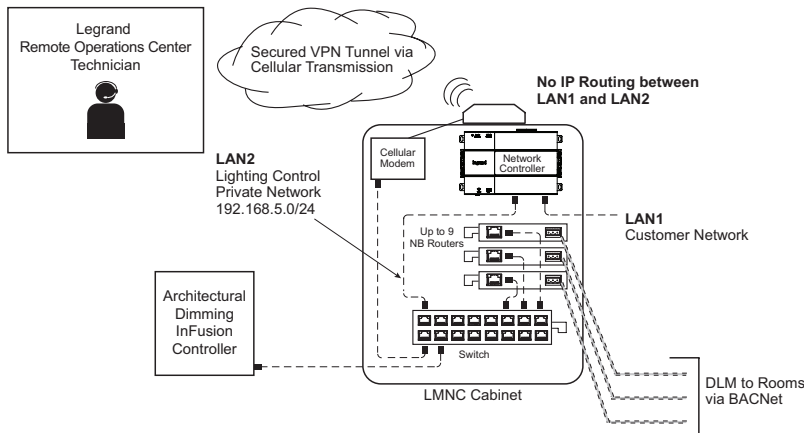 Legrand
Remote Operations Center
Technician
Secured VPN Tunnel via
Cellular Transmission
No IP Routing between
LAN1 and LAN2
Cellular
Modem
legrand
Network
Controller
LAN2
Lighting Control
Private Network
192.168.5.0/24
Up to 9
NB Routers
LAN1
Customer Network
Architectural
Dimming
InFusion
Controller
Switch
LMNC Cabinet
DLM to Rooms
via BACNet